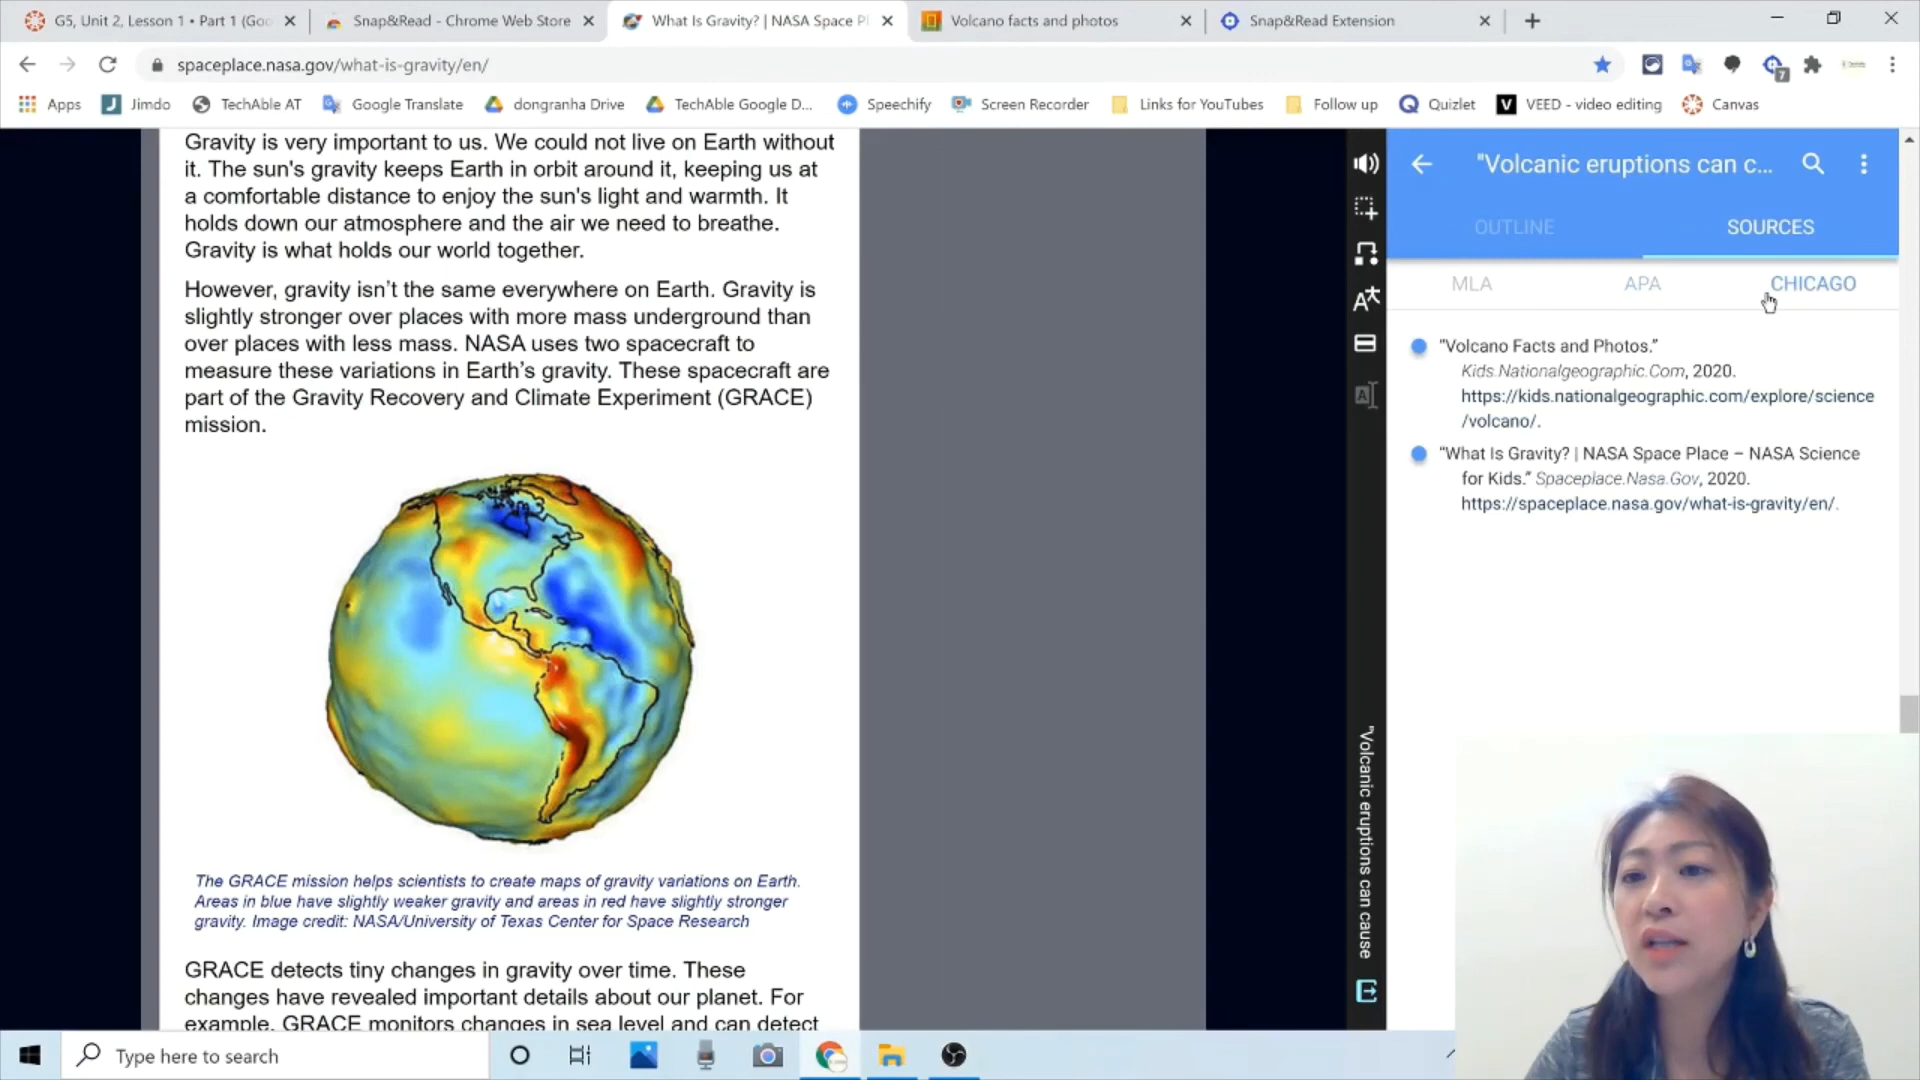 G5, Unit 2, Lesson 1 • Part 1 (Goo
Snap&Read - Chrome Web Store
What Is Gravity? | NASA Space Pl
Volcano facts and photos
Snap&Read Extension
spaceplace.nasa.gov/what-is-gravity/en/
7
Apps
Jimdo
TechAble AT
Google Translate
dongranha Drive
TechAble Google D...
Speechify
Screen Recorder
Links for YouTubes
Follow up
Quizlet
VEED - video editing
Canvas
Gravity is very important to us. We could not live on Earth without
it. The sun's gravity keeps Earth in orbit around it, keeping us at
a comfortable distance to enjoy the sun's light and warmth. It
holds down our atmosphere and the air we need to breathe.
Gravity is what holds our world together.
However, gravity isn't the same everywhere on Earth. Gravity is
slightly stronger over places with more mass underground than
over places with less mass. NASA uses two spacecraft to
measure these variations in Earth's gravity. These spacecraft are
part of the Gravity Recovery and Climate Experiment (GRACE)
mission.
The GRACE mission helps scientists to create maps of gravity variations on Earth.
Areas in blue have slightly weaker gravity and areas in red have slightly stronger
gravity. Image credit: NASA/University of Texas Center for Space Research
GRACE detects tiny changes in gravity over time. These
changes have revealed important details about our planet. For
example, GRACE monitors changes in sea level and can detect
"Volcanic eruptions can cause
"Volcanic eruptions can c...
OUTLINE
SOURCES
MLA
APA
CHICAGO
"Volcano Facts and Photos."
Kids.Nationalgeographic.Com, 2020.
https://kids.nationalgeographic.com/explore/science
/volcano/.
"What Is Gravity? | NASA Space Place – NASA Science
for Kids." Spaceplace.Nasa.Gov, 2020.
https://spaceplace.nasa.gov/what-is-gravity/en/.
Type here to search